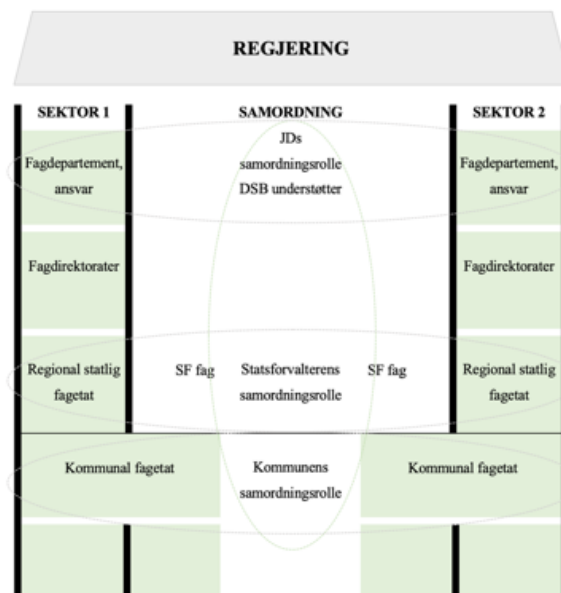 REGJERING
SEKTOR 1
SAMORDNING
SEKTOR 2
Fagdepartement,
ansvar
JDs
samordningsrolle
DSB understøtter
Fagdepartement,
ansvar
Fagdirektorater
Fagdirektorater
Regional statlig
fagetat
SF fag
Statsforvalterens
samordningsrolle
SF fag
Regional statlig
fagetat
Kommunal fagetat
Kommunens
samordningsrolle
Kommunal fagetat